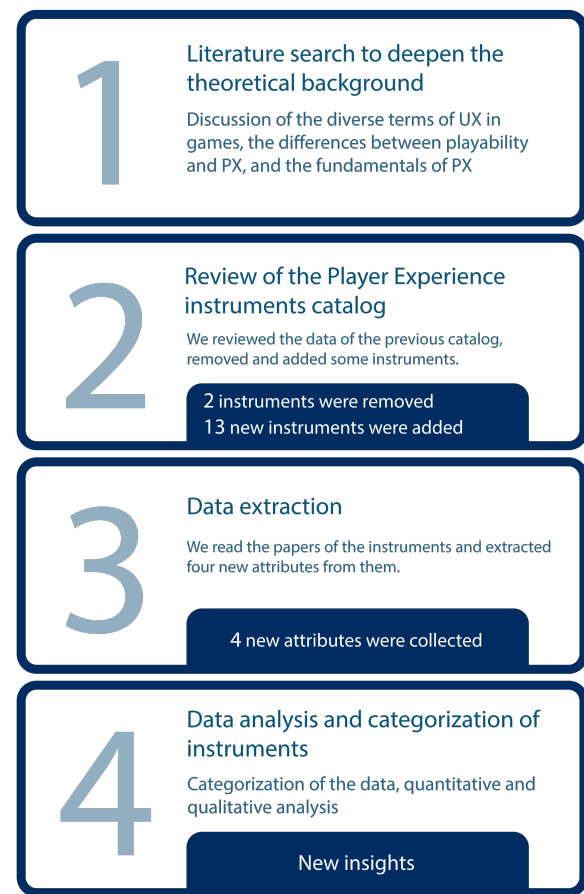 1
Literature search to deepen the
theoretical background
Discussion of the diverse terms of UX in
games, the differences between playability
and PX, and the fundamentals of PX
2
Review of the Player Experience
instruments catalog
We reviewed the data of the previous catalog,
removed and added some instruments.
2 instruments were removed
13 new instruments were added
3
Data extraction
We read the papers of the instruments and extracted
four new attributes from them.
4 new attributes were collected
4
Data analysis and categorization of
instruments
Categorization of the data, quantitative and
qualitative analysis
New insights